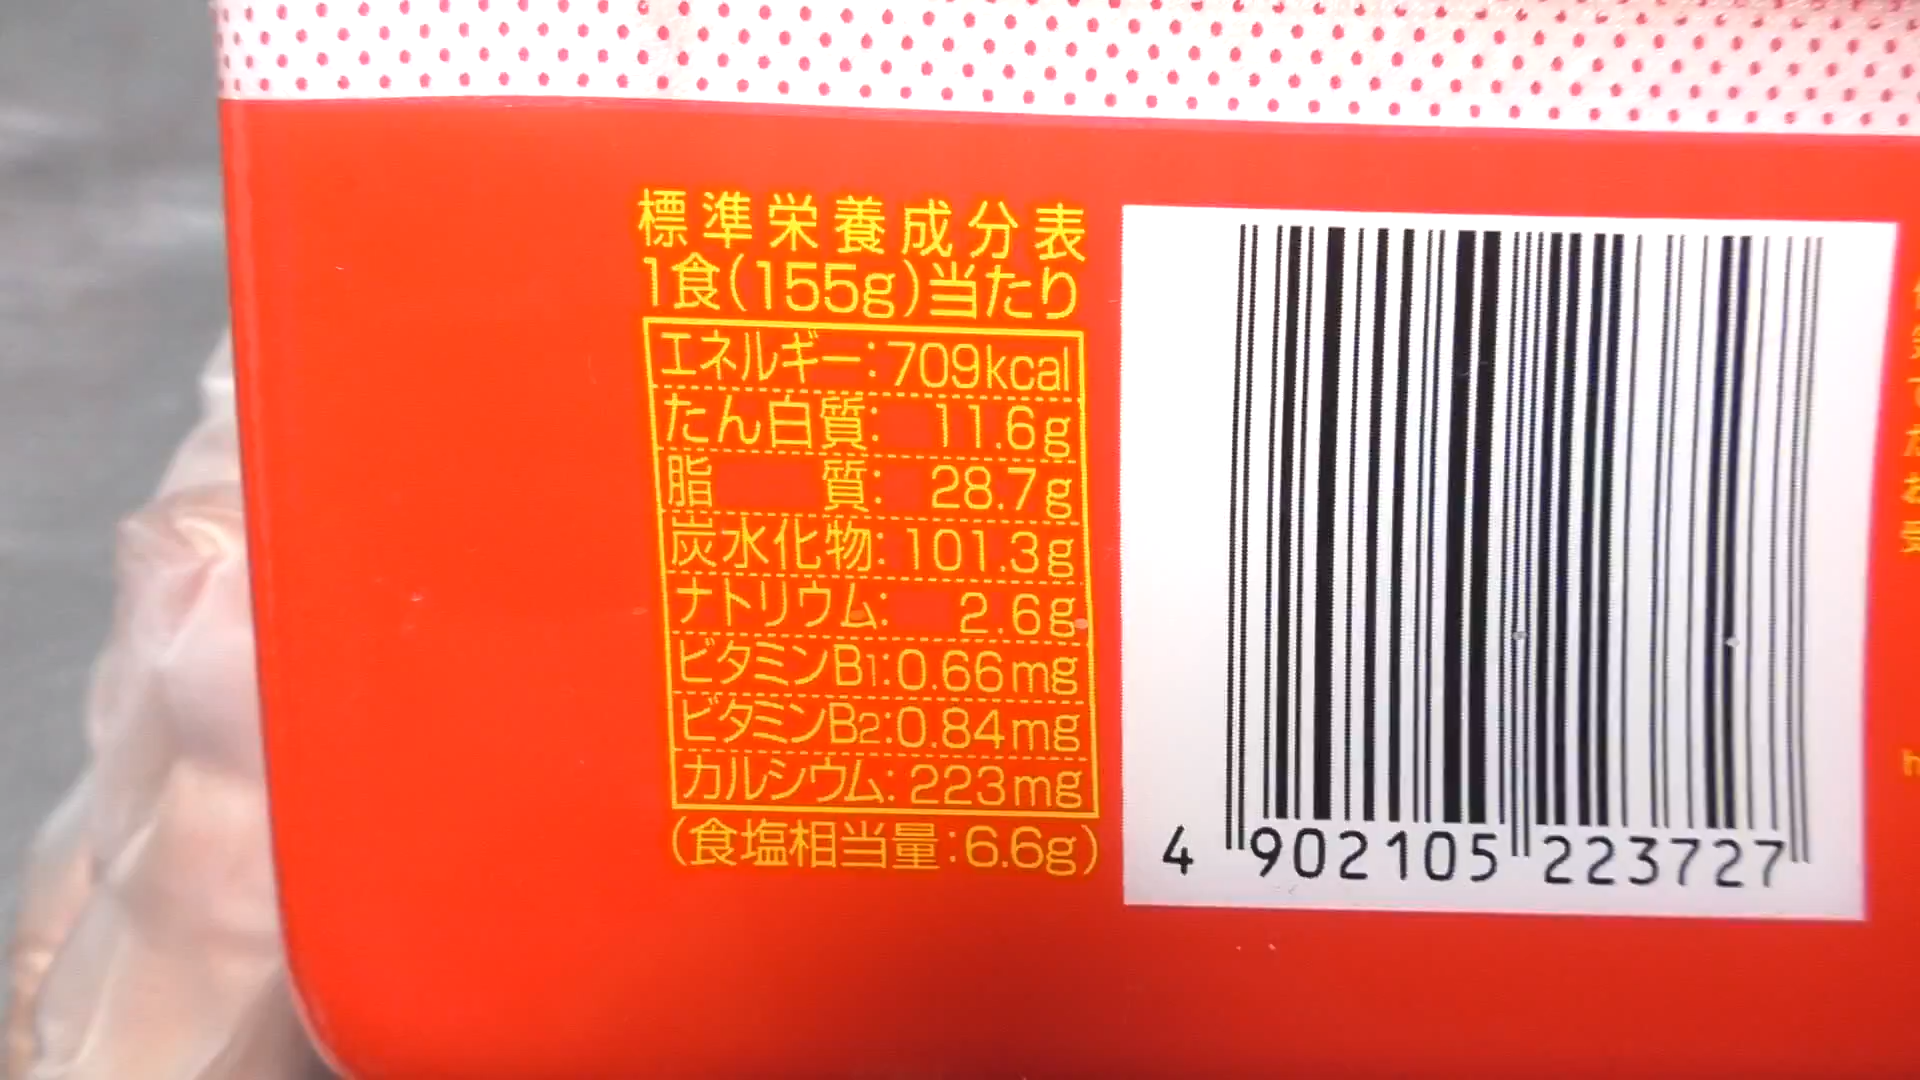 標準栄養成分表
1食(155g)当たり
エネルギー:709kcal
たん白質: 11.6g
脂 質: 28.7g
炭水化物:101.3g
ナトリウム: 2.6g
ビタミンB1:0.66mg
ビタミンB2:0.84mg
カルシウム:223mg
(食塩相当量:6.6g)
4 902105 223727